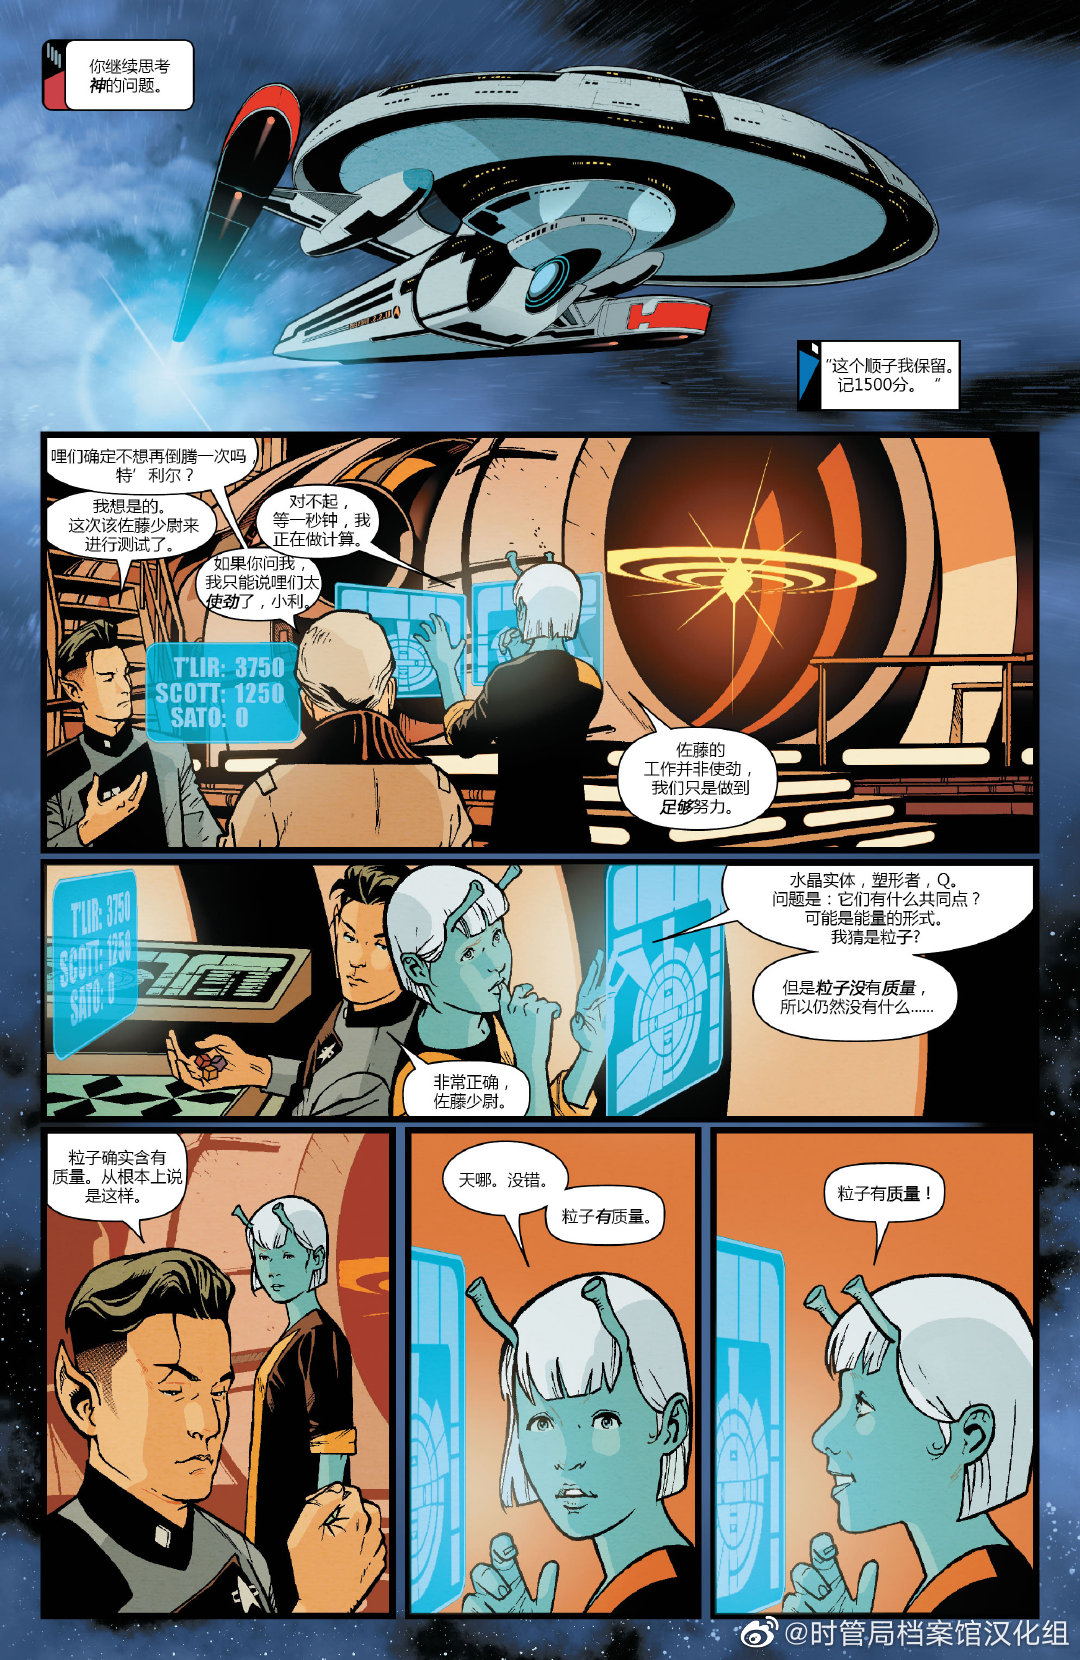 你继续思考
神的问题。
“这个顺子我保留。
记1500分。“
哩们确定不想再倒腾一次吗，
特’利尔？
我想是的。
这次该佐藤少尉来
进行测试了。
对不起，
等一秒钟，我
正在做计算。
如果你问我，
我只能说哩们太
使劲了，小利。
T'LIR: 3750
SCOTT: 1250
SATO: 0
佐藤的
工作并非使劲，
我们只是做到
足够努力。
T'LIR: 3750
SCOTT: 1250
SATO: 0
水晶实体，塑形者，Q。
问题是：它们有什么共同点？
可能是能量的形式。
我猜是粒子?
但是粒子没有质量，
所以仍然没有什么......
非常正确，
佐藤少尉。
粒子确实含有
质量。从根本上说
是这样。
天哪。没错。
粒子有质量。
粒子有质量！
@时管局档案馆汉化组